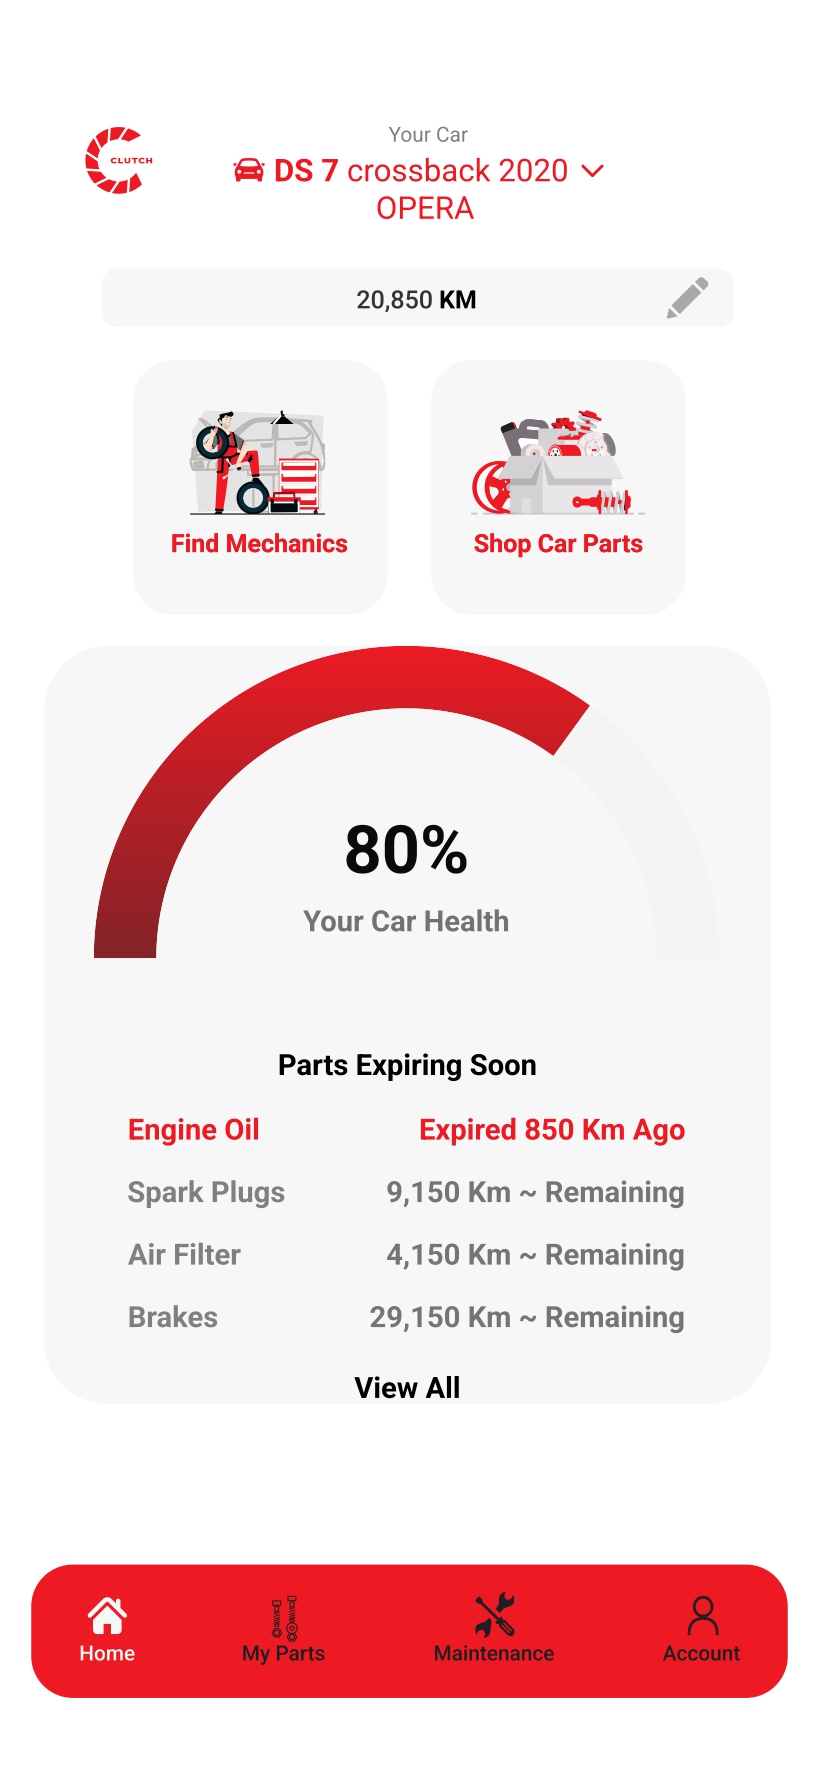 CLUTCH
Your Car
DS 7 crossback 2020
OPERA
20,850 KM
Find Mechanics
Shop Car Parts
80%
Your Car Health
Parts Expiring Soon
Engine Oil Expired 850 Km Ago
Spark Plugs 9,150 Km ~ Remaining
Air Filter 4,150 Km ~ Remaining
Brakes 29,150 Km ~ Remaining
View All
Home My Parts Maintenance Account